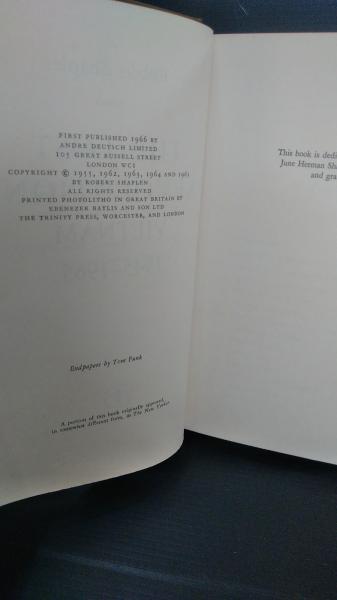 FIRST PUBLISHED 1966 BY
ANDRE DEUTSCH LIMITED
105 GREAT RUSSELL STREET
LONDON WC1
COPYRIGHT © 1955, 1962, 1963, 1964 AND 1965
BY ROBERT SHAPLEN
ALL RIGHTS RESERVED
PRINTED PHOTOLITHO IN GREAT BRITAIN BY
EBENEZER BAYLIS AND SON LTD
THE TRINITY PRESS, WORCESTER, AND LONDON
Endpapers by Tom Funk
A portion of this book originally appeared,
in somewhat different form, in The New Yorker
This book is dedi
June Herman Sha
and gra